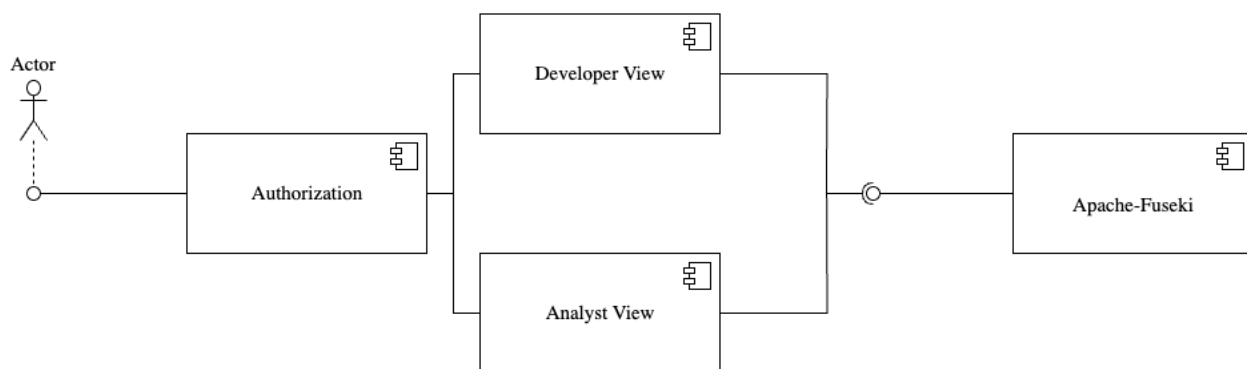 Actor
Authorization
Developer View
Analyst View
Apache-Fuseki